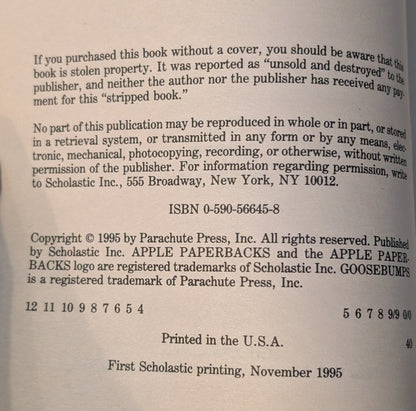 If you purchased this book without a cover, you should be aware that this
book is stolen property. It was reported as "unsold and destroyed" to the
publisher, and neither the author nor the publisher has received any pay-
ment for this "stripped book."
No part of this publication may be reproduced in whole or in part, or stored
in a retrieval system, or transmitted in any form or by any means, elec-
tronic, mechanical, photocopying, recording, or otherwise, without written
permission of the publisher. For information regarding permission, write
to Scholastic Inc., 555 Broadway, New York, NY 10012.
ISBN 0-590-56645-8
Copyright © 1995 by Parachute Press, Inc. All rights reserved. Published
by Scholastic Inc. APPLE PAPERBACKS and the APPLE PAPER-
BACKS logo are registered trademarks of Scholastic Inc. GOOSEBUMPS
is a registered trademark of Parachute Press, Inc.
12 11 10 9 8 7 6 5 4 5 6 7 8 9/9 0/0
Printed in the U.S.A. 40
First Scholastic printing, November 1995